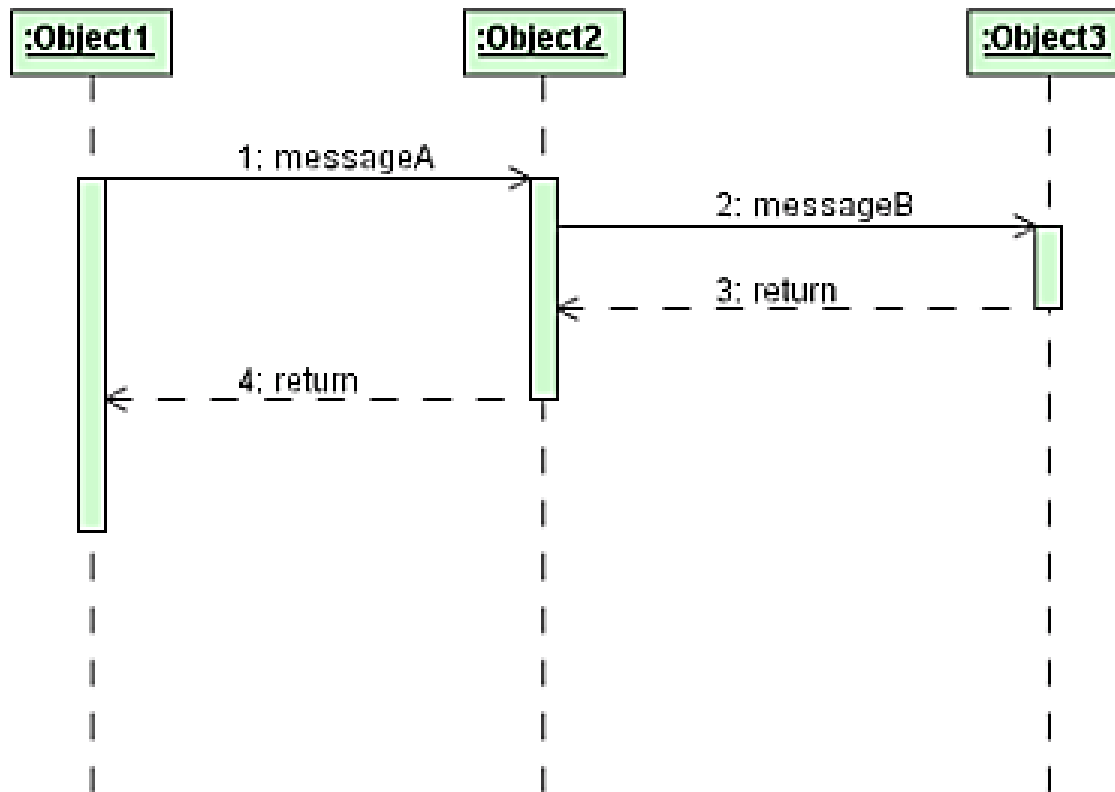 :Object1
:Object2
:Object3
1: messageA
2: messageB
3: return
4: return